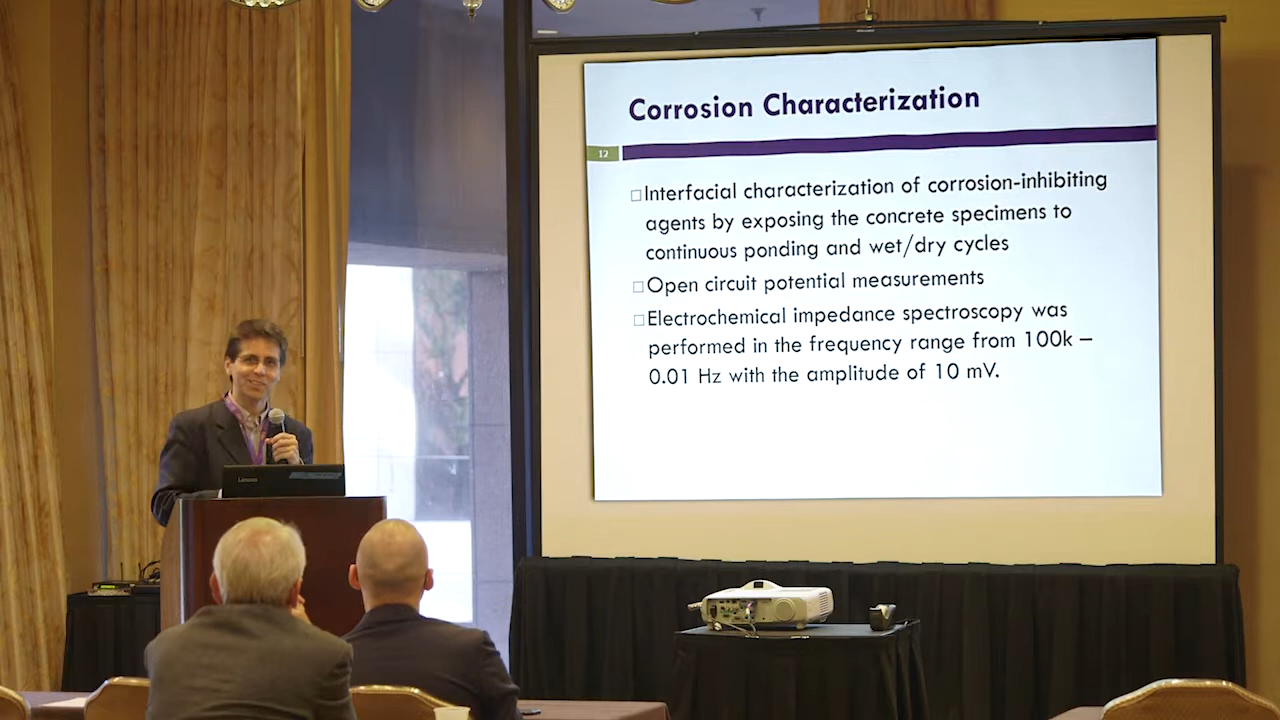 Corrosion Characterization
12
□Interfacial characterization of corrosion-inhibiting
agents by exposing the concrete specimens to
continuous ponding and wet/dry cycles
□Open circuit potential measurements
□Electrochemical impedance spectroscopy was
performed in the frequency range from 100k –
0.01 Hz with the amplitude of 10 mV.
Lenovo